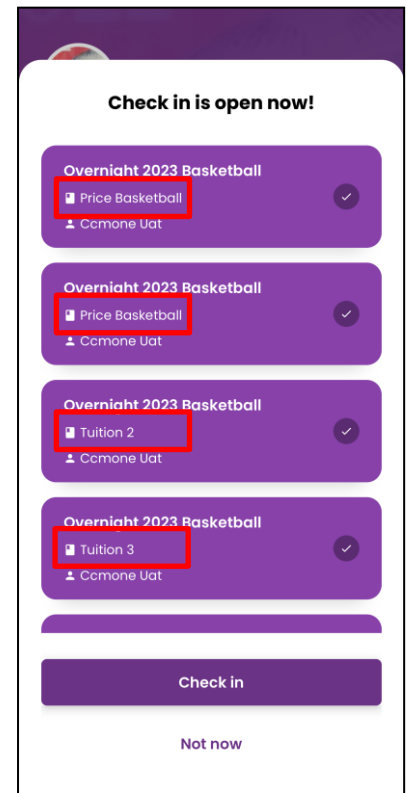 Check in is open now!
Overnight 2023 Basketball
Price Basketball
Ccmone Uat
Overnight 2023 Basketball
Price Basketball
Ccmone Uat
Overnight 2023 Basketball
Tuition 2
Ccmone Uat
Overnight 2023 Basketball
Tuition 3
Ccmone Uat
Check in
Not now